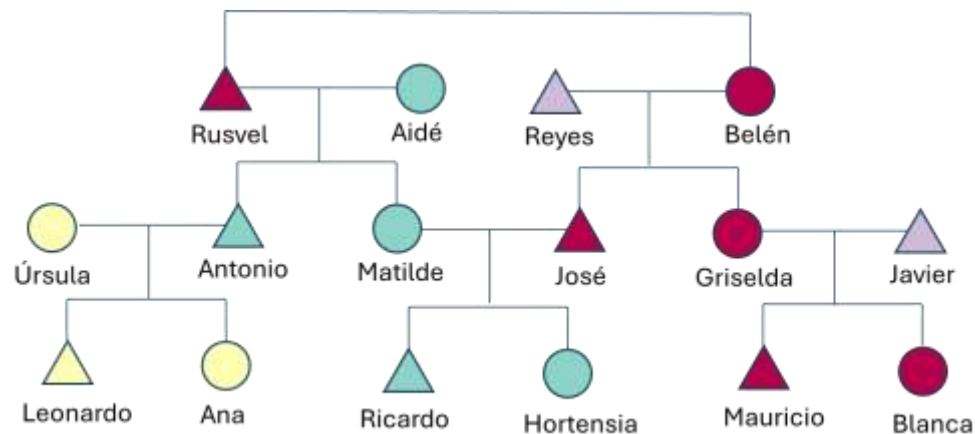 Rusvel
Aidé
Reyes
Belén
Úrsula
Antonio
Matilde
José
Griselda
Javier
Leonardo
Ana
Ricardo
Hortensia
Mauricio
Blanca